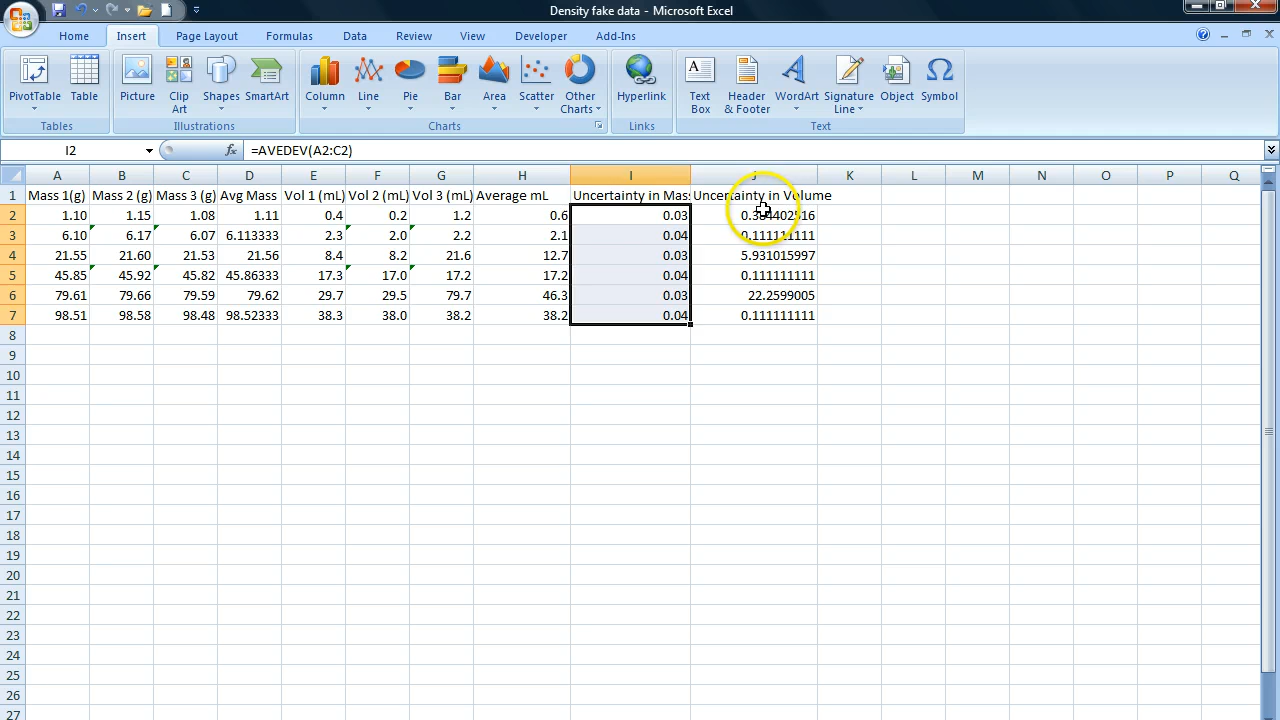 Density fake data - Microsoft Excel
Home Insert Page Layout Formulas Data Review View Developer Add-Ins
PivotTable Table Picture Clip Art Shapes SmartArt Column Line Pie Bar Area Scatter Other Charts Hyperlink Text Box Header & Footer WordArt Signature Line Object Symbol
Tables Illustrations Charts Links Text
I2 fx =AVEDEV(A2:C2)
A B C D E F G H I J K L M N O P Q
1 Mass 1(g) Mass 2 (g) Mass 3 (g) Avg Mass Vol 1 (mL) Vol 2 (mL) Vol 3 (mL) Average mL Uncertainty in Mass Uncertainty in Volume
2 1.10 1.15 1.08 1.11 0.4 0.2 1.2 0.6 0.03
3 6.10 6.17 6.07 6.113333 2.3 2.0 2.2 2.1 0.04 0.111111111
4 21.55 21.60 21.53 21.56 8.4 8.2 21.6 12.7 0.03 5.931015997
5 45.85 45.92 45.82 45.86333 17.3 17.0 17.2 17.2 0.04 0.111111111
6 79.61 79.66 79.59 79.62 29.7 29.5 79.7 46.3 0.03 22.2599005
7 98.51 98.58 98.48 98.52333 38.3 38.0 38.2 38.2 0.04 0.111111111
8
9
10
11
12
13
14
15
16
17
18
19
20
21
22
23
24
25
26
27